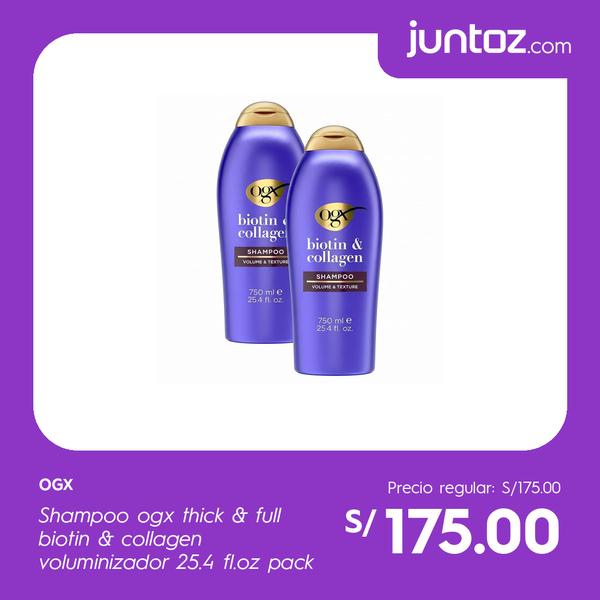 juntoz.com
ogx
biotin &
collagen
SHAMPOO
VOLUME & TEXTURE
750 ml e
25.4 fl. oz.
ogx
biotin &
collagen
SHAMPOO
VOLUME & TEXTURE
750 ml e
25.4 fl. oz.
OGX
Shampoo ogx thick & full
biotin & collagen
voluminizador 25.4 fl.oz pack
Precio regular: S/175.00
S/ 175.00